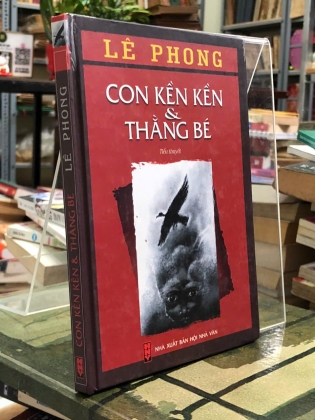 LÊ PHONG
CON KỀN KỀN
&
THẰNG BÉ
Tiểu thuyết
NHÀ XUẤT BẢN HỘI NHÀ VĂN
LÊ PHONG
CON KỀN KỀN & THẰNG BÉ